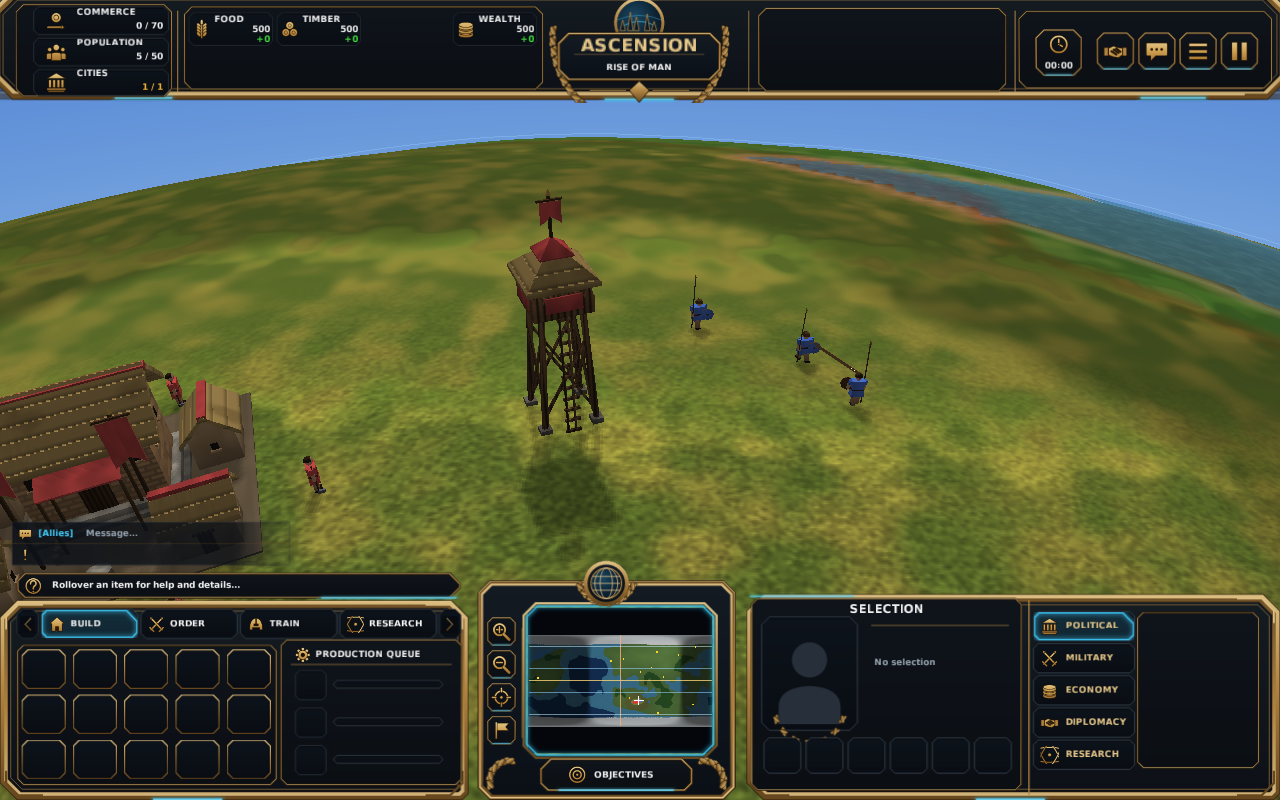 COMMERCE
0 / 70
POPULATION
5 / 50
CITIES
1 / 1
FOOD
500
+0
TIMBER
500
+0
WEALTH
500
+0
ASCENSION
RISE OF MAN
00:00
[Allies] Message...
!
Rollover an item for help and details...
BUILD
ORDER
TRAIN
RESEARCH
PRODUCTION QUEUE
OBJECTIVES
SELECTION
No selection
POLITICAL
MILITARY
ECONOMY
DIPLOMACY
RESEARCH